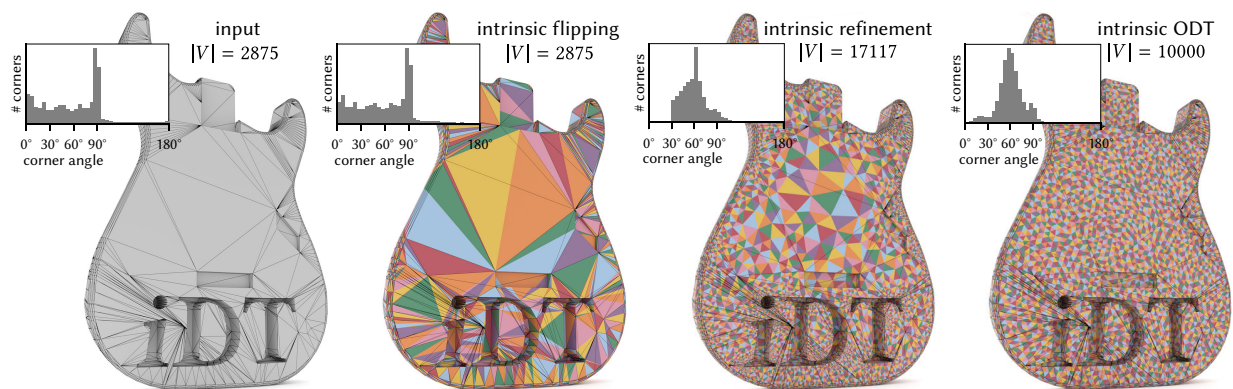 input
|V| = 2875
# corners
0° 30° 60° 90° 180°
corner angle
intrinsic flipping
|V| = 2875
# corners
0° 30° 60° 90° 180°
corner angle
intrinsic refinement
|V| = 17117
# corners
0° 30° 60° 90° 180°
corner angle
intrinsic ODT
|V| = 10000
# corners
0° 30° 60° 90° 180°
corner angle
iDT
iDT
iDT
iDT